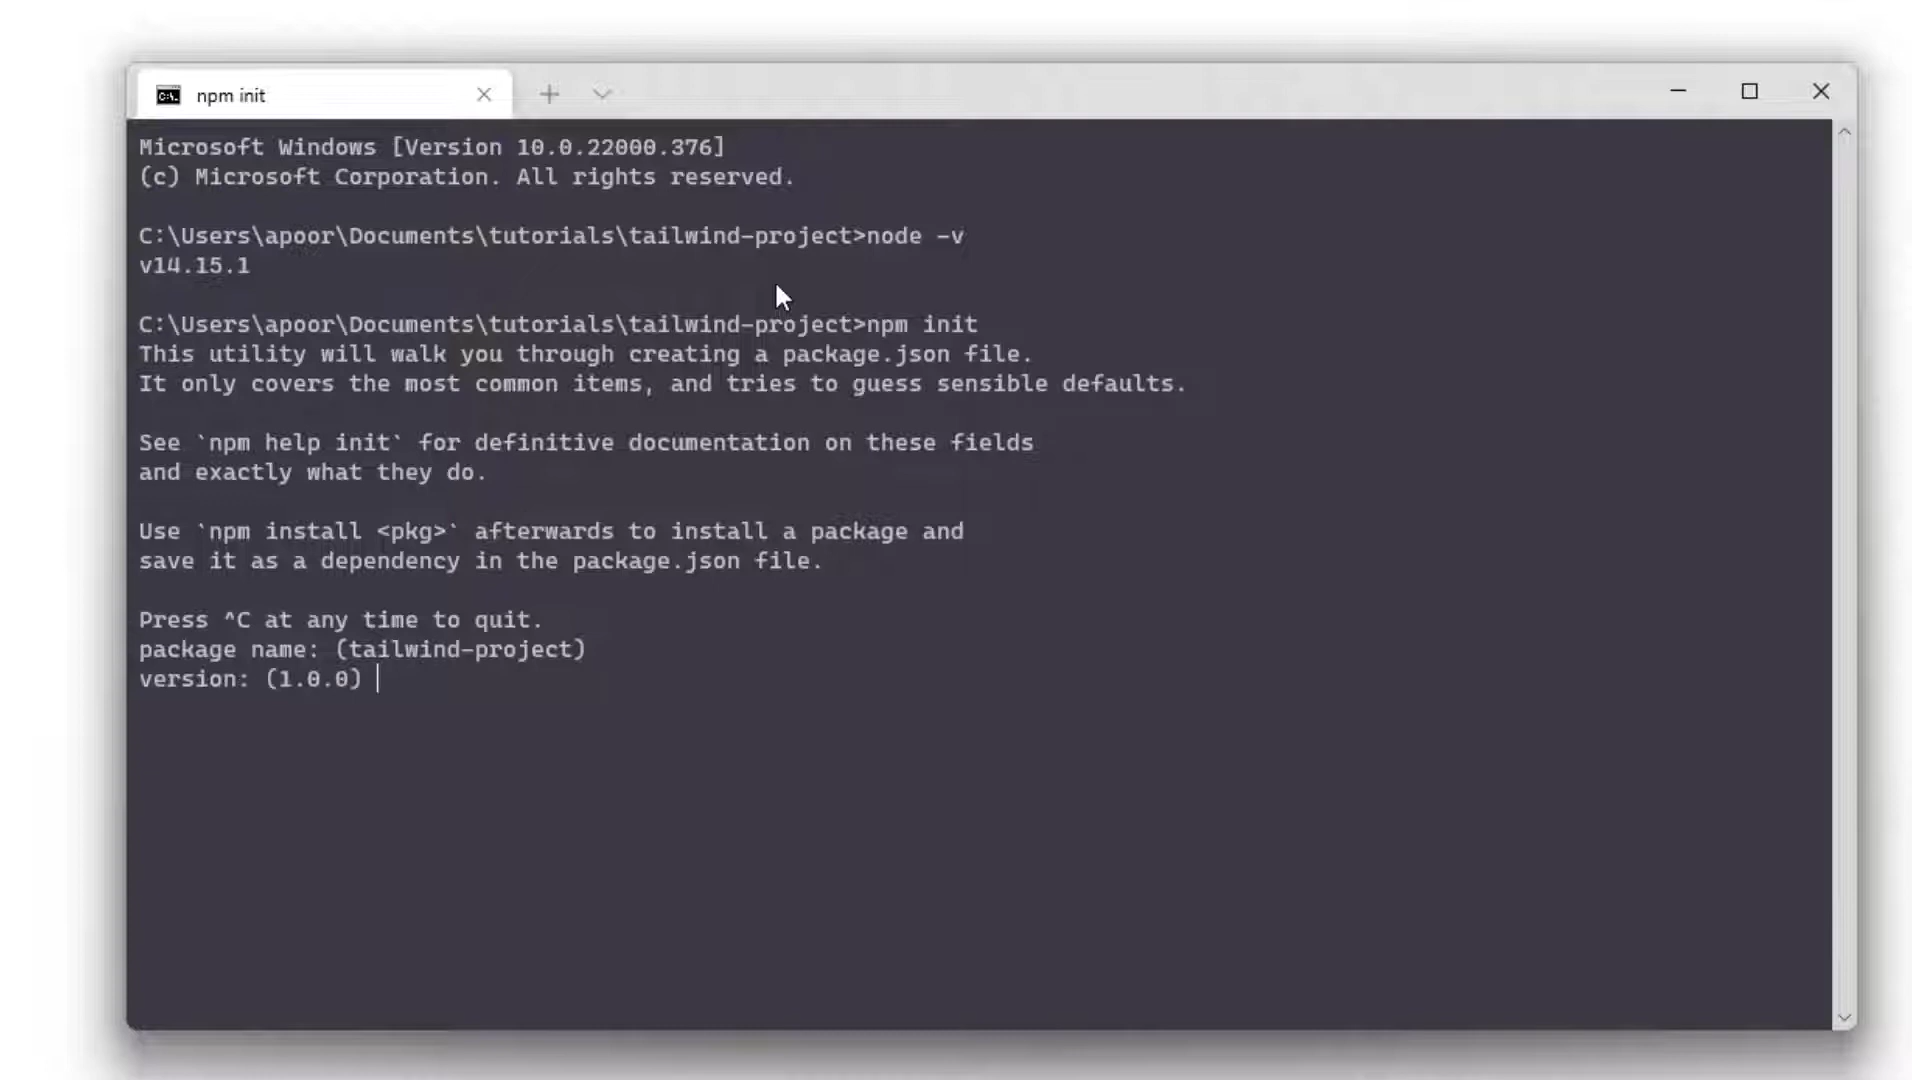 npm init
Microsoft Windows [Version 10.0.22000.376]
(c) Microsoft Corporation. All rights reserved.
C:\Users\apoor\Documents\tutorials\tailwind-project>node -v
v14.15.1
C:\Users\apoor\Documents\tutorials\tailwind-project>npm init
This utility will walk you through creating a package.json file.
It only covers the most common items, and tries to guess sensible defaults.
See `npm help init` for definitive documentation on these fields
and exactly what they do.
Use `npm install <pkg>` afterwards to install a package and
save it as a dependency in the package.json file.
Press ^C at any time to quit.
package name: (tailwind-project)
version: (1.0.0)